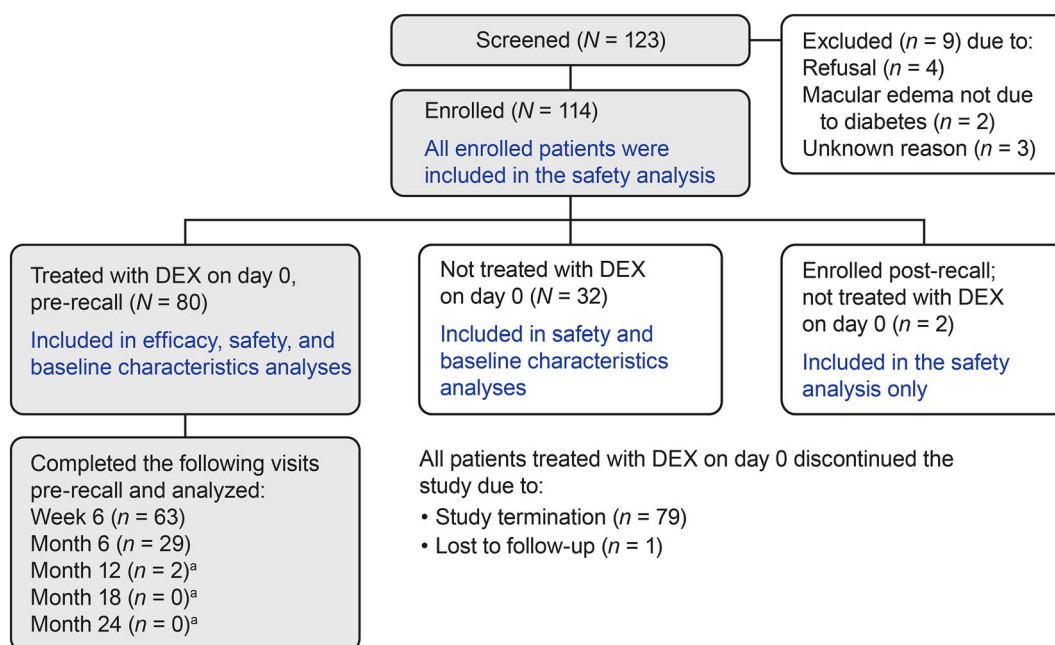 Screened (N = 123)
Excluded (n = 9) due to:
Refusal (n = 4)
Macular edema not due
to diabetes (n = 2)
Unknown reason (n = 3)
Enrolled (N = 114)
All enrolled patients were
included in the safety analysis
Treated with DEX on day 0,
pre-recall (N = 80)
Included in efficacy, safety, and
baseline characteristics analyses
Not treated with DEX
on day 0 (N = 32)
Included in safety and
baseline characteristics
analyses
Enrolled post-recall;
not treated with DEX
on day 0 (n = 2)
Included in the safety
analysis only
Completed the following visits
pre-recall and analyzed:
Week 6 (n = 63)
Month 6 (n = 29)
Month 12 (n = 2)ᵃ
Month 18 (n = 0)ᵃ
Month 24 (n = 0)ᵃ
All patients treated with DEX on day 0 discontinued the
study due to:
• Study termination (n = 79)
• Lost to follow-up (n = 1)